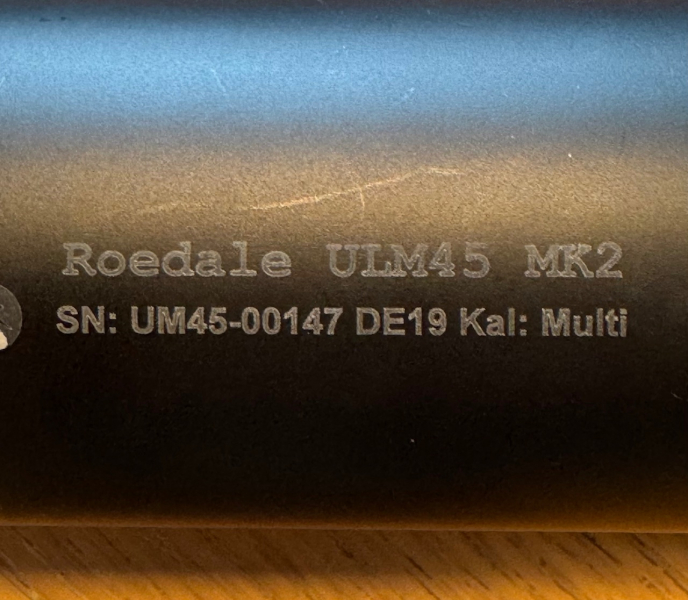 Roedale ULM45 MK2
SN: UM45-00147 DE19 Kal: Multi